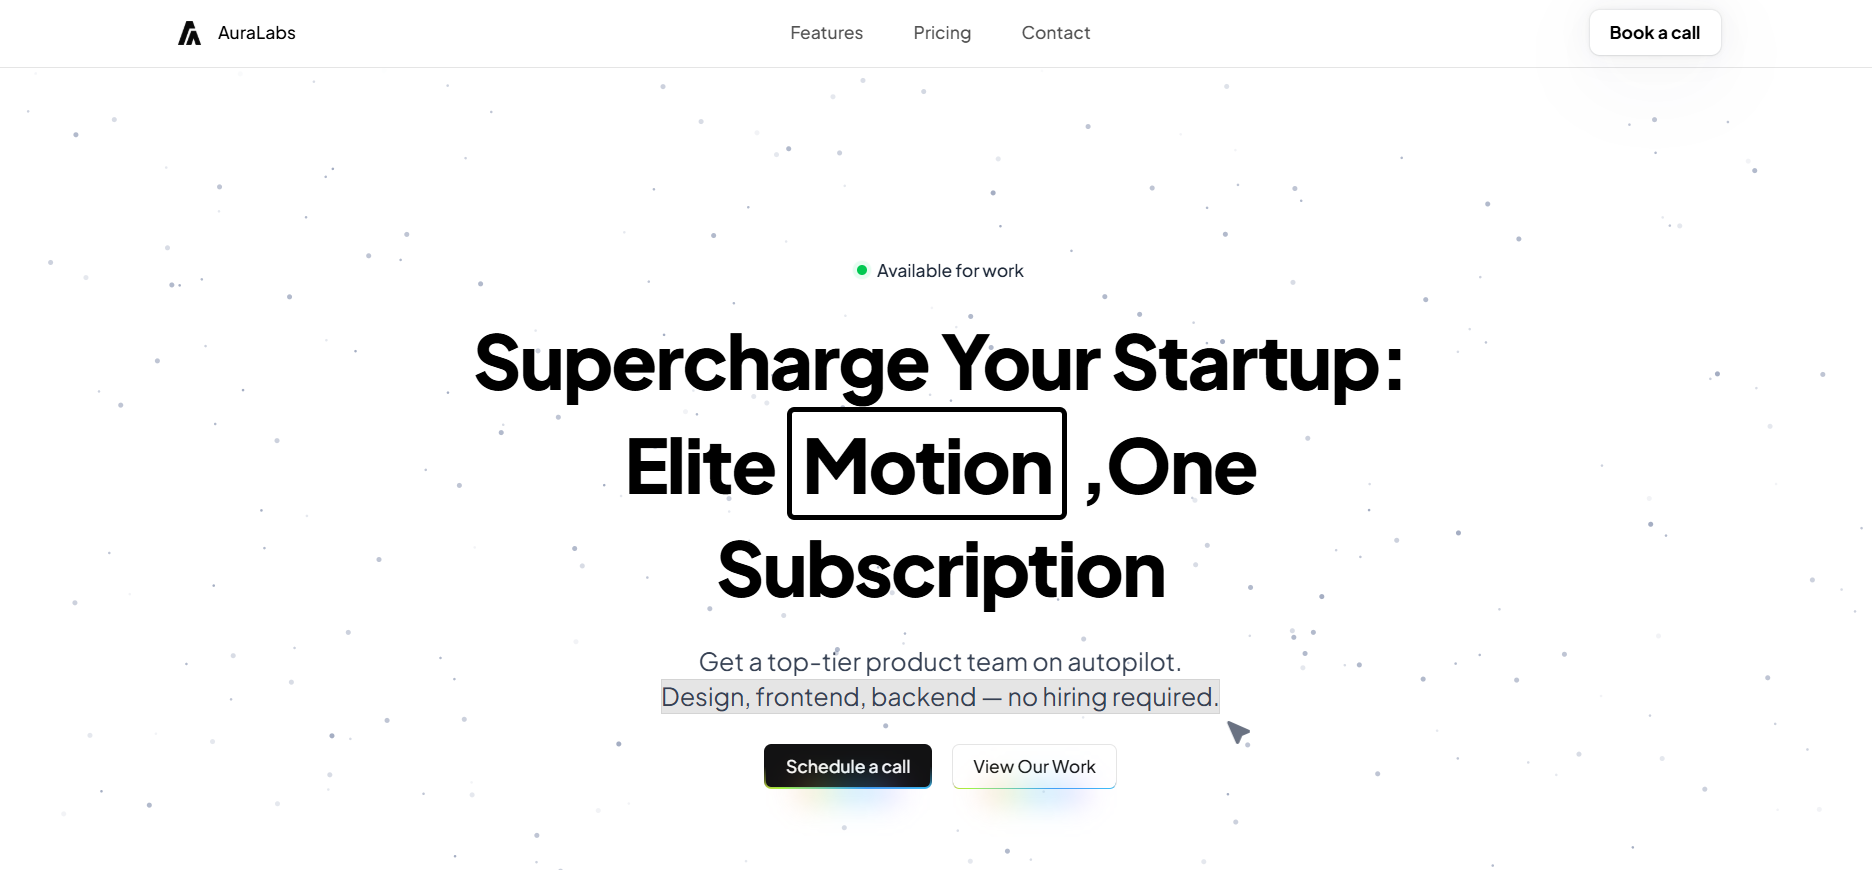 AuraLabs
Features
Pricing
Contact
Book a call
Available for work
Supercharge Your Startup:
Elite Motion ,One
Subscription
Get a top-tier product team on autopilot.
Design, frontend, backend — no hiring required.
Schedule a call
View Our Work